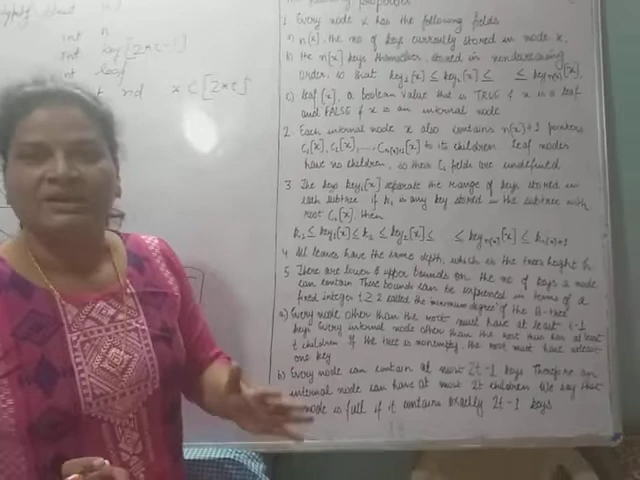 typedef struct
int n
int key [2*t-1]
int leaf
nd x c[2*t]
the following properties
1. Every node x has the following fields
a) n[x], the no of keys currently stored in node x.
b) the n[x] keys themselves, stored in nondecreasing
order, so that key1[x] ≤ key2[x] ≤ ≤ keyn[x][x],
c) leaf[x], a boolean value that is TRUE if x is a leaf
and FALSE if x is an internal node
2. Each internal node x also contains n[x]+1 pointers
C1[x], C2[x], ... Cn[x]+1[x] to its children Leaf nodes
have no children, so their Ci fields are undefined
3 The keys keyi[x] separate the range of keys stored in
each subtree if ki is any key stored in the subtree with
root Ci[x], then
k1 ≤ key1[x] ≤ k2 ≤ key2[x] ≤ ≤ keyn[x][x] ≤ kn[x]+1
4 All leaves have the same depth, which is the tree's height h
5 There are lower & upper bounds on the no of keys a node
can contain These bounds can be expressed in terms of a
fixed integer t ≥ 2 called the "minimum degree" of the B-tree
a) Every node other than the root must have at least t-1
keys Every internal node other than the root thus has at least
t children If the tree is nonempty, the root must have atleast
one key
b) Every node can contain at most 2t-1 keys Therefore an
internal node can have at most 2t children We say that
node is full if it contains exactly 2t-1 keys